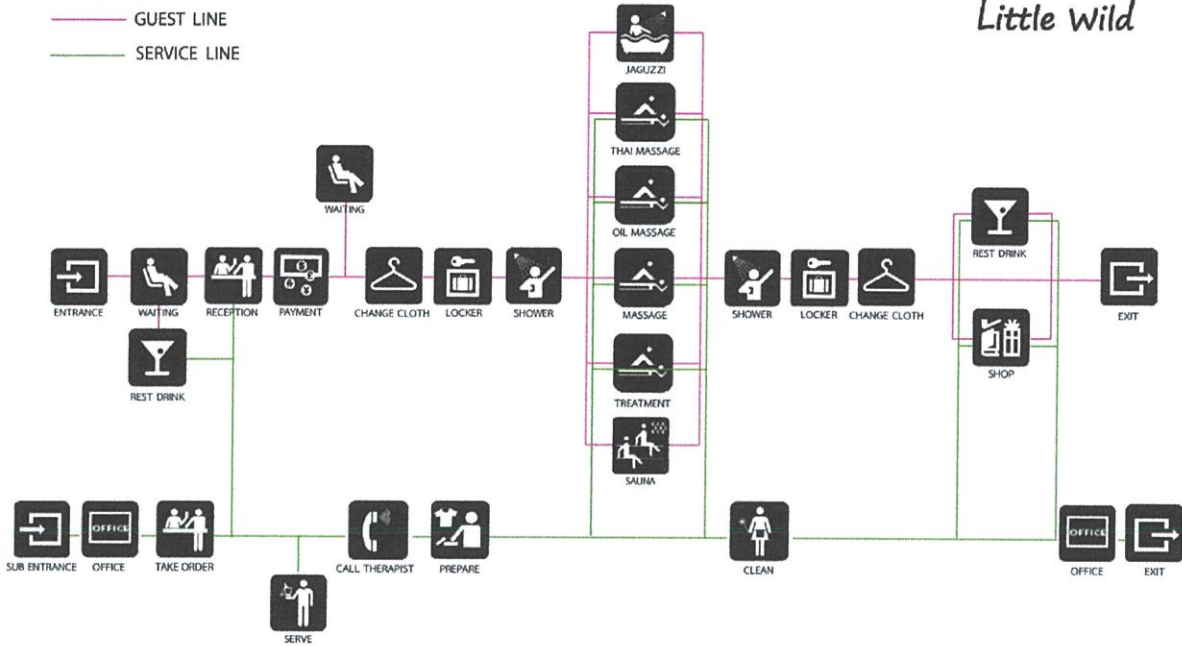 GUEST LINE
SERVICE LINE
Little Wild
JAGUZZI
THAI MASSAGE
WAITING
OIL MASSAGE
REST DRINK
ENTRANCE
WAITING
RECEPTION
PAYMENT
CHANGE CLOTH
LOCKER
SHOWER
MASSAGE
SHOWER
LOCKER
CHANGE CLOTH
EXIT
REST DRINK
TREATMENT
SHOP
SAUNA
OFFICE
OFFICE
SUB ENTRANCE
OFFICE
TAKE ORDER
CALL THERAPIST
PREPARE
CLEAN
OFFICE
EXIT
SERVE